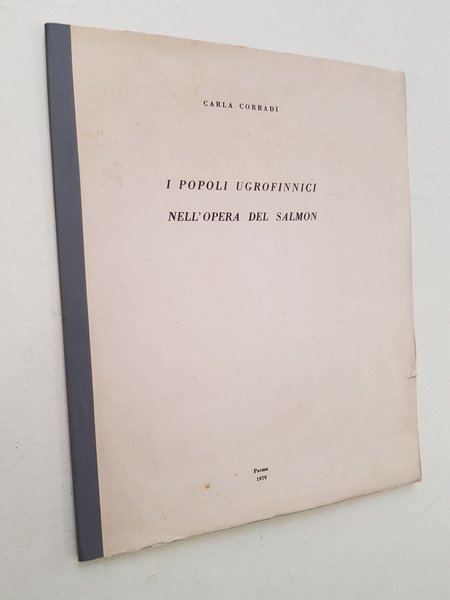 CARLA CORRADI
I POPOLI UGROFINNICI
NELL'OPERA DEL SALMON
Parma
1979